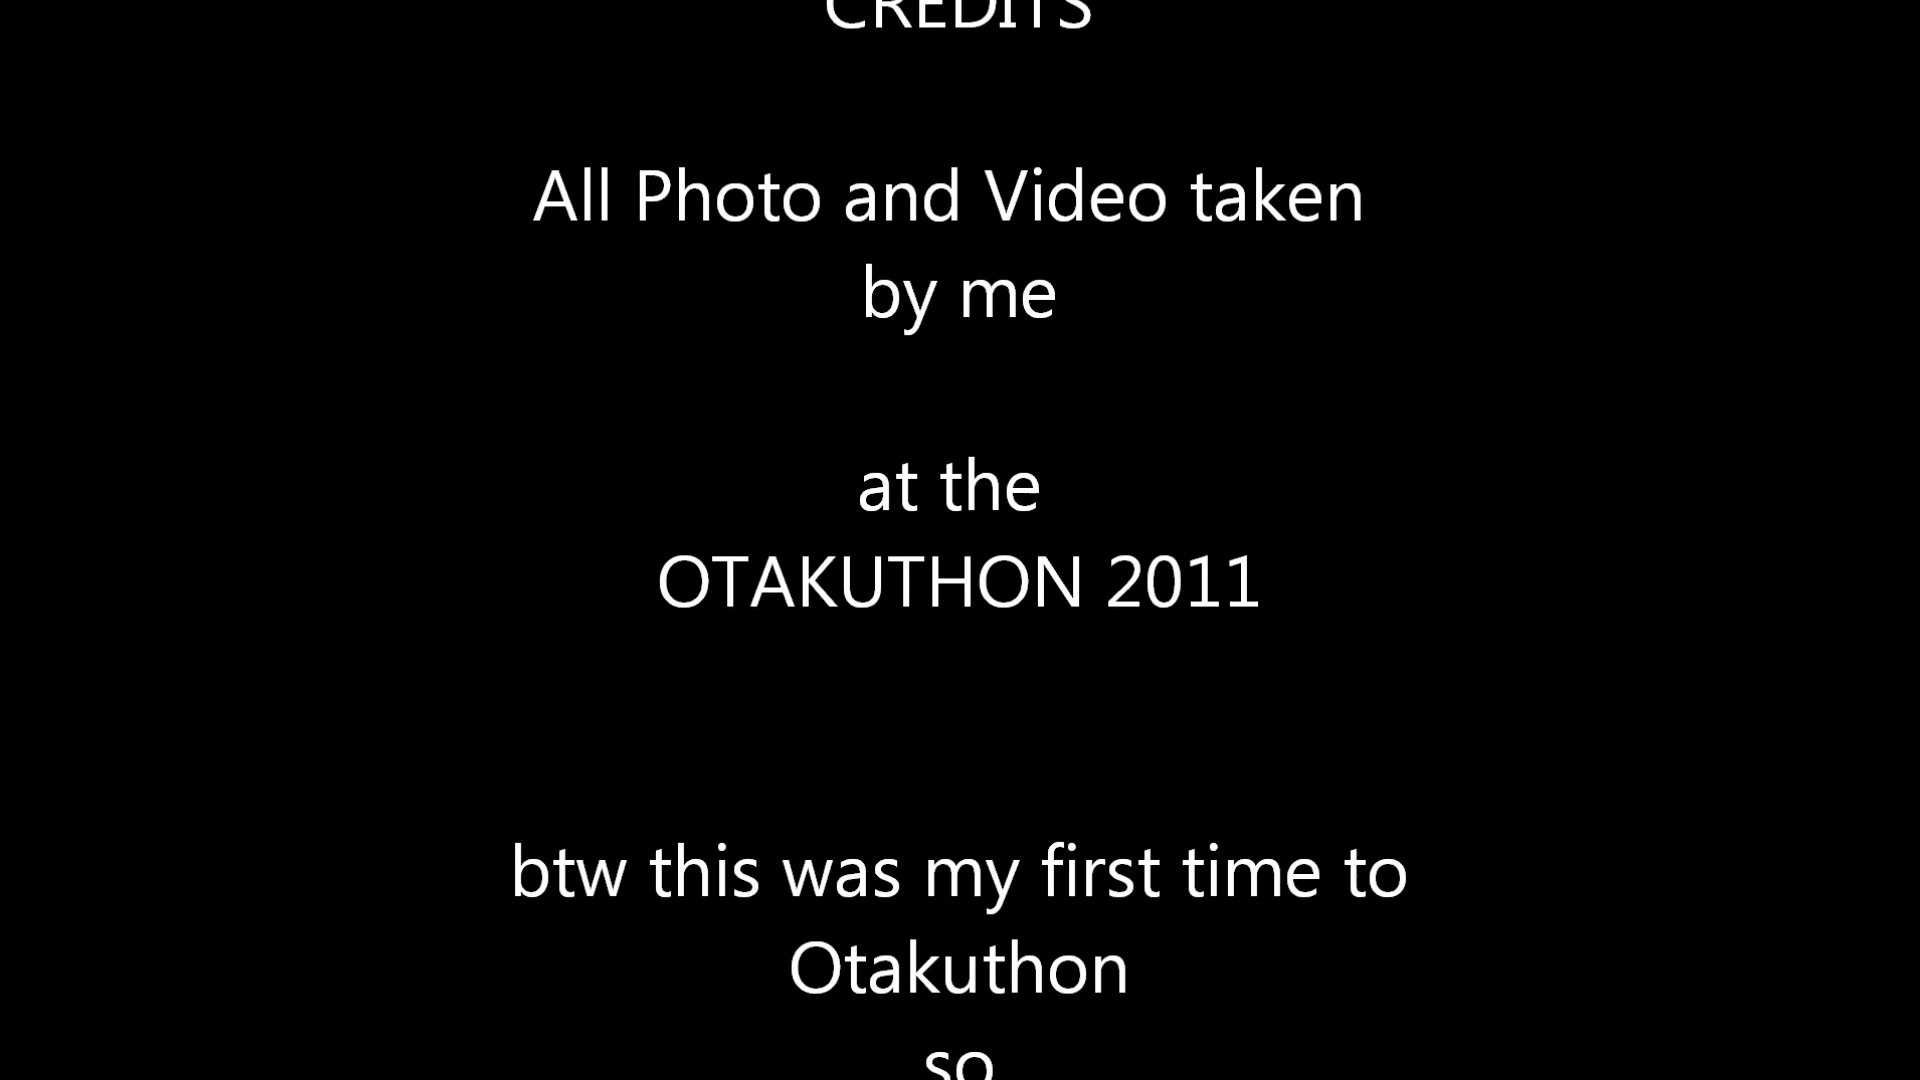 CREDITS
All Photo and Video taken
by me
at the
OTAKUTHON 2011
btw this was my first time to
Otakuthon
so